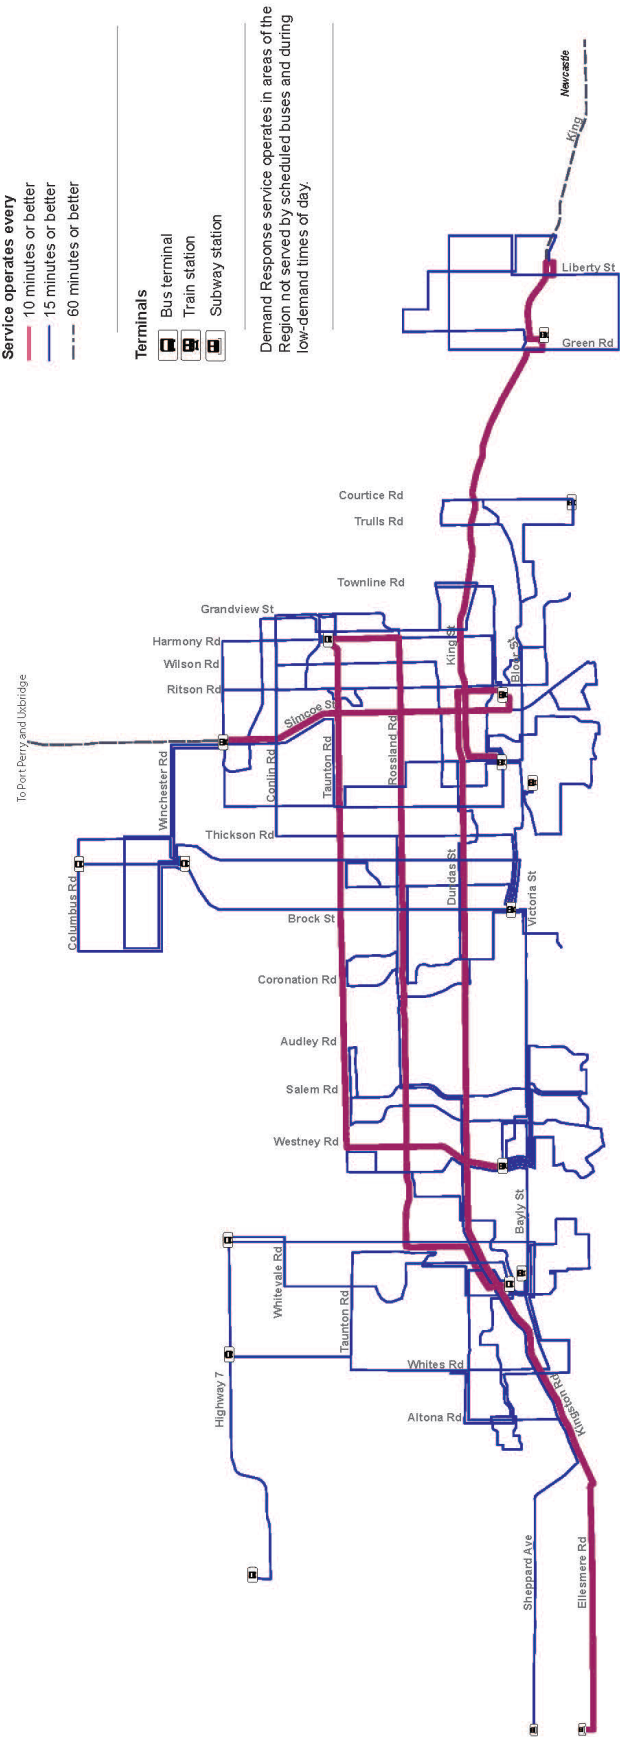 Service operates every
10 minutes or better
15 minutes or better
60 minutes or better
Terminals
Bus terminal
Train station
Subway station
Demand Response service operates in areas of the
Region not served by scheduled buses and during
low-demand times of day.
Newcastle
King
Liberty St
Green Rd
Courtice Rd
Trulls Rd
Townline Rd
Grandview St
Harmony Rd
Wilson Rd
Ritson Rd
Simcoe St
King St
Bloor St
To Port Perry and Uxbridge
Winchester Rd
Conlin Rd
Taunton Rd
Rossland Rd
Thickson Rd
Columbus Rd
Dundas St
Victoria St
Brock St
Coronation Rd
Audley Rd
Salem Rd
Westney Rd
Bayly St
Whitevale Rd
Taunton Rd
Whites Rd
Highway 7
Altona Rd
Kingston Rd
Sheppard Ave
Ellesmere Rd